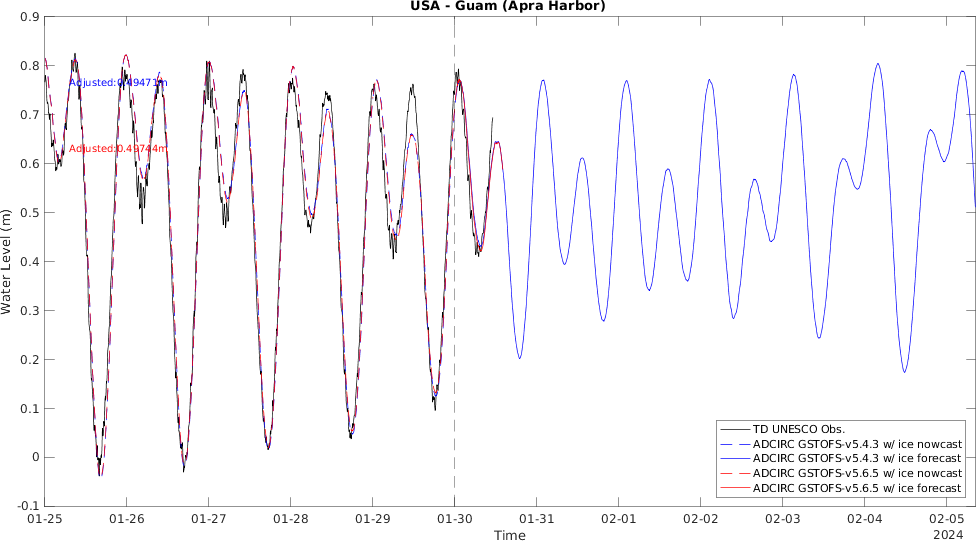 USA - Guam (Apra Harbor)
0.9
0.8
0.7
0.6
0.5
0.4
0.3
0.2
0.1
0
-0.1
Water Level (m)
Adjusted:0.49471m
Adjusted:0.49744m
TD UNESCO Obs.
ADCIRC GSTOFS-v5.4.3 w/ ice nowcast
ADCIRC GSTOFS-v5.4.3 w/ ice forecast
ADCIRC GSTOFS-v5.6.5 w/ ice nowcast
ADCIRC GSTOFS-v5.6.5 w/ ice forecast
01-25 01-26 01-27 01-28 01-29 01-30 01-31 02-01 02-02 02-03 02-04 02-05
2024
Time